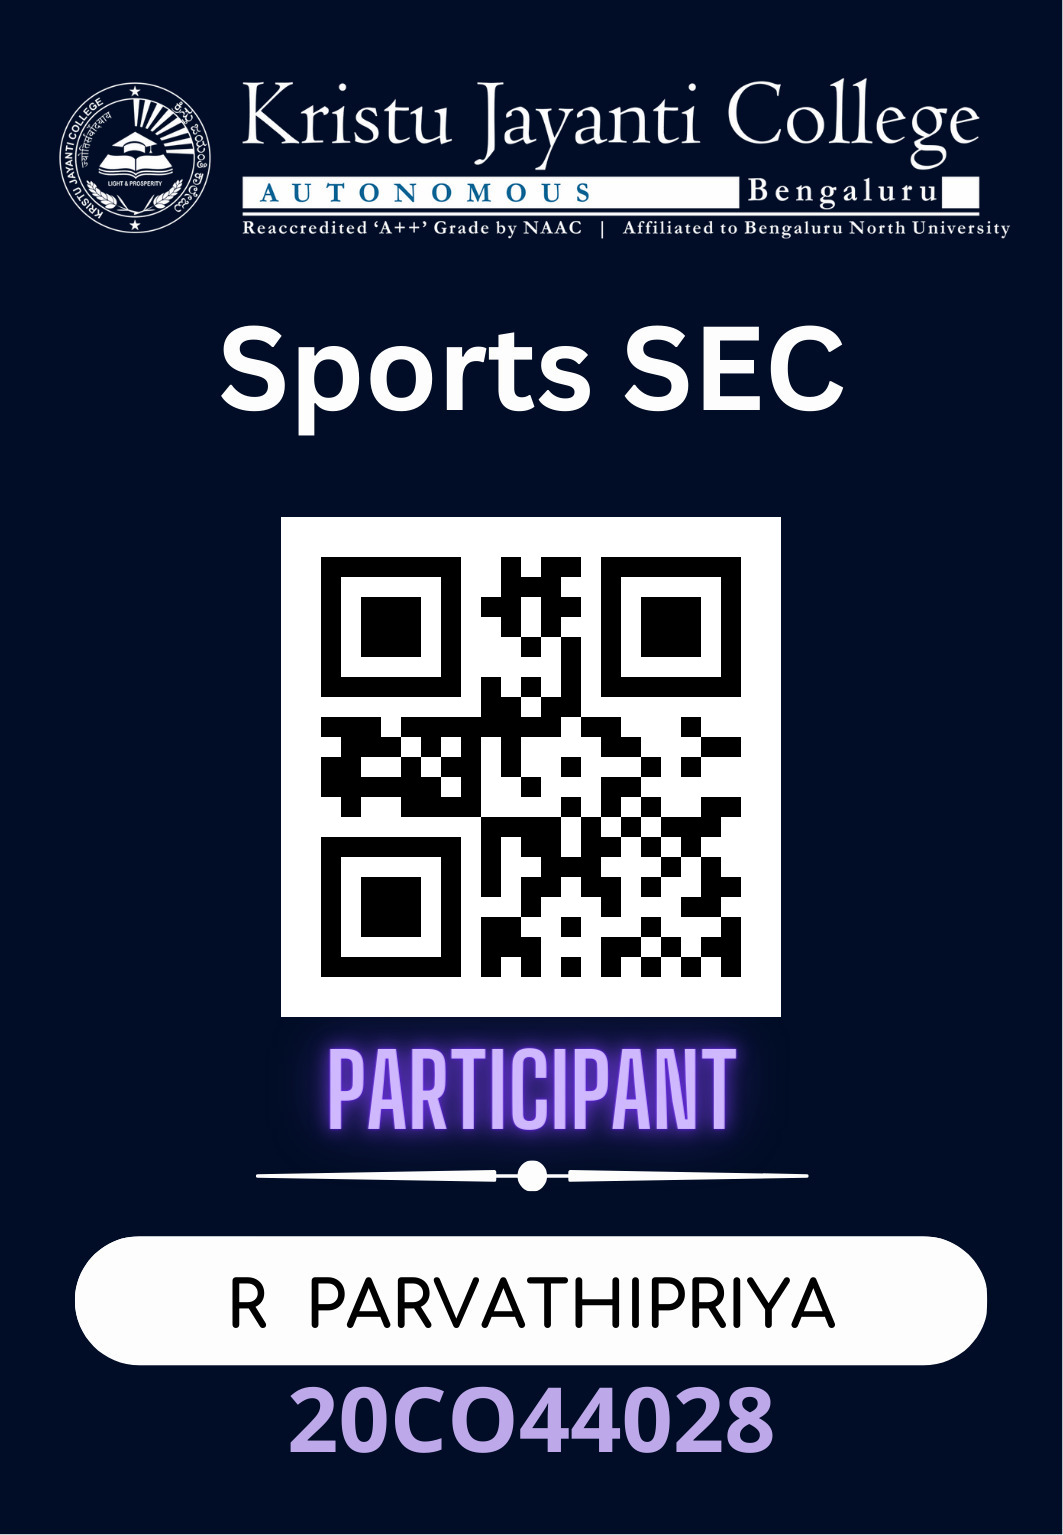 Kristu Jayanti College
AUTONOMOUS Bengaluru
Reaccredited ‘A++’ Grade by NAAC | Affiliated to Bengaluru North University
KRISTU JAYANTI COLLEGE
LIGHT & PROSPERITY
Sports SEC
PARTICIPANT
R PARVATHIPRIYA
20CO44028